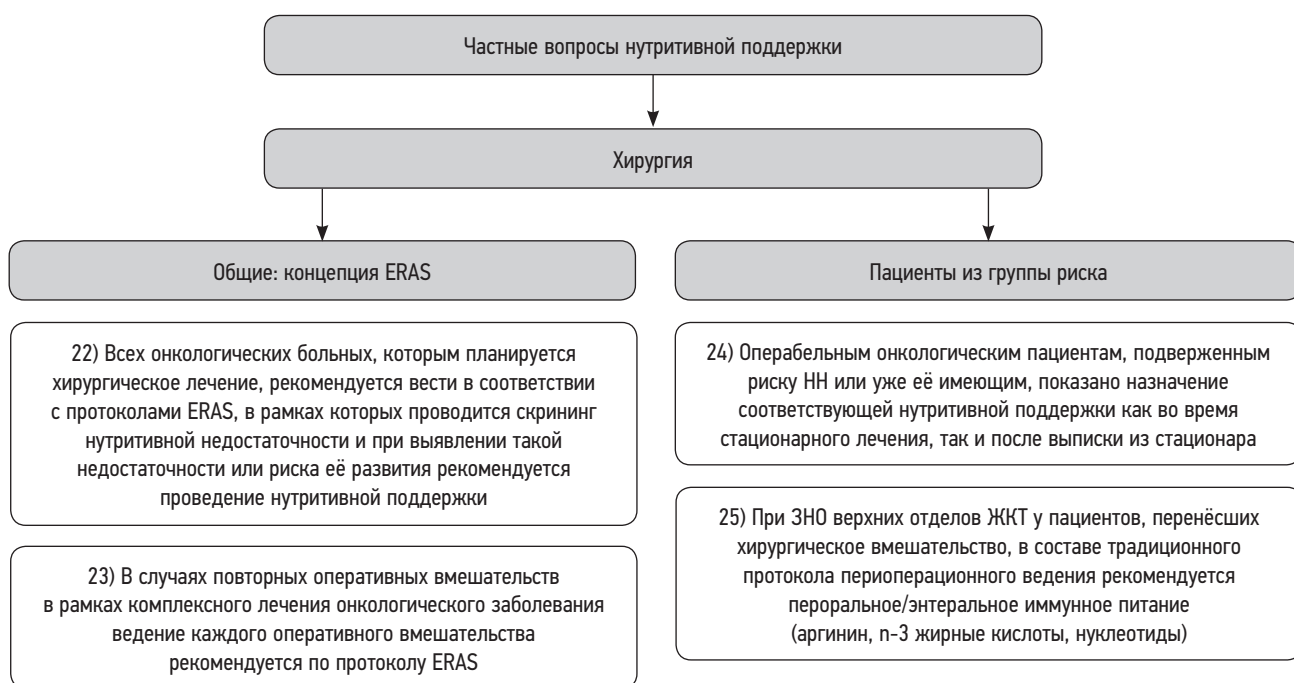 Частные вопросы нутритивной поддержки
Хирургия
Общие: концепция ERAS
22) Всех онкологических больных, которым планируется
хирургическое лечение, рекомендуется вести в соответствии
с протоколами ERAS, в рамках которых проводится скрининг
нутритивной недостаточности и при выявлении такой
недостаточности или риска её развития рекомендуется
проведение нутритивной поддержки
23) В случаях повторных оперативных вмешательств
в рамках комплексного лечения онкологического заболевания
ведение каждого оперативного вмешательства
рекомендуется по протоколу ERAS
Пациенты из группы риска
24) Операбельным онкологическим пациентам, подверженным
риску НН или уже её имеющим, показано назначение
соответствующей нутритивной поддержки как во время
стационарного лечения, так и после выписки из стационара
25) При ЗНО верхних отделов ЖКТ у пациентов, перенёсших
хирургическое вмешательство, в составе традиционного
протокола периоперационного ведения рекомендуется
пероральное/энтеральное иммунное питание
(аргинин, n-3 жирные кислоты, нуклеотиды)